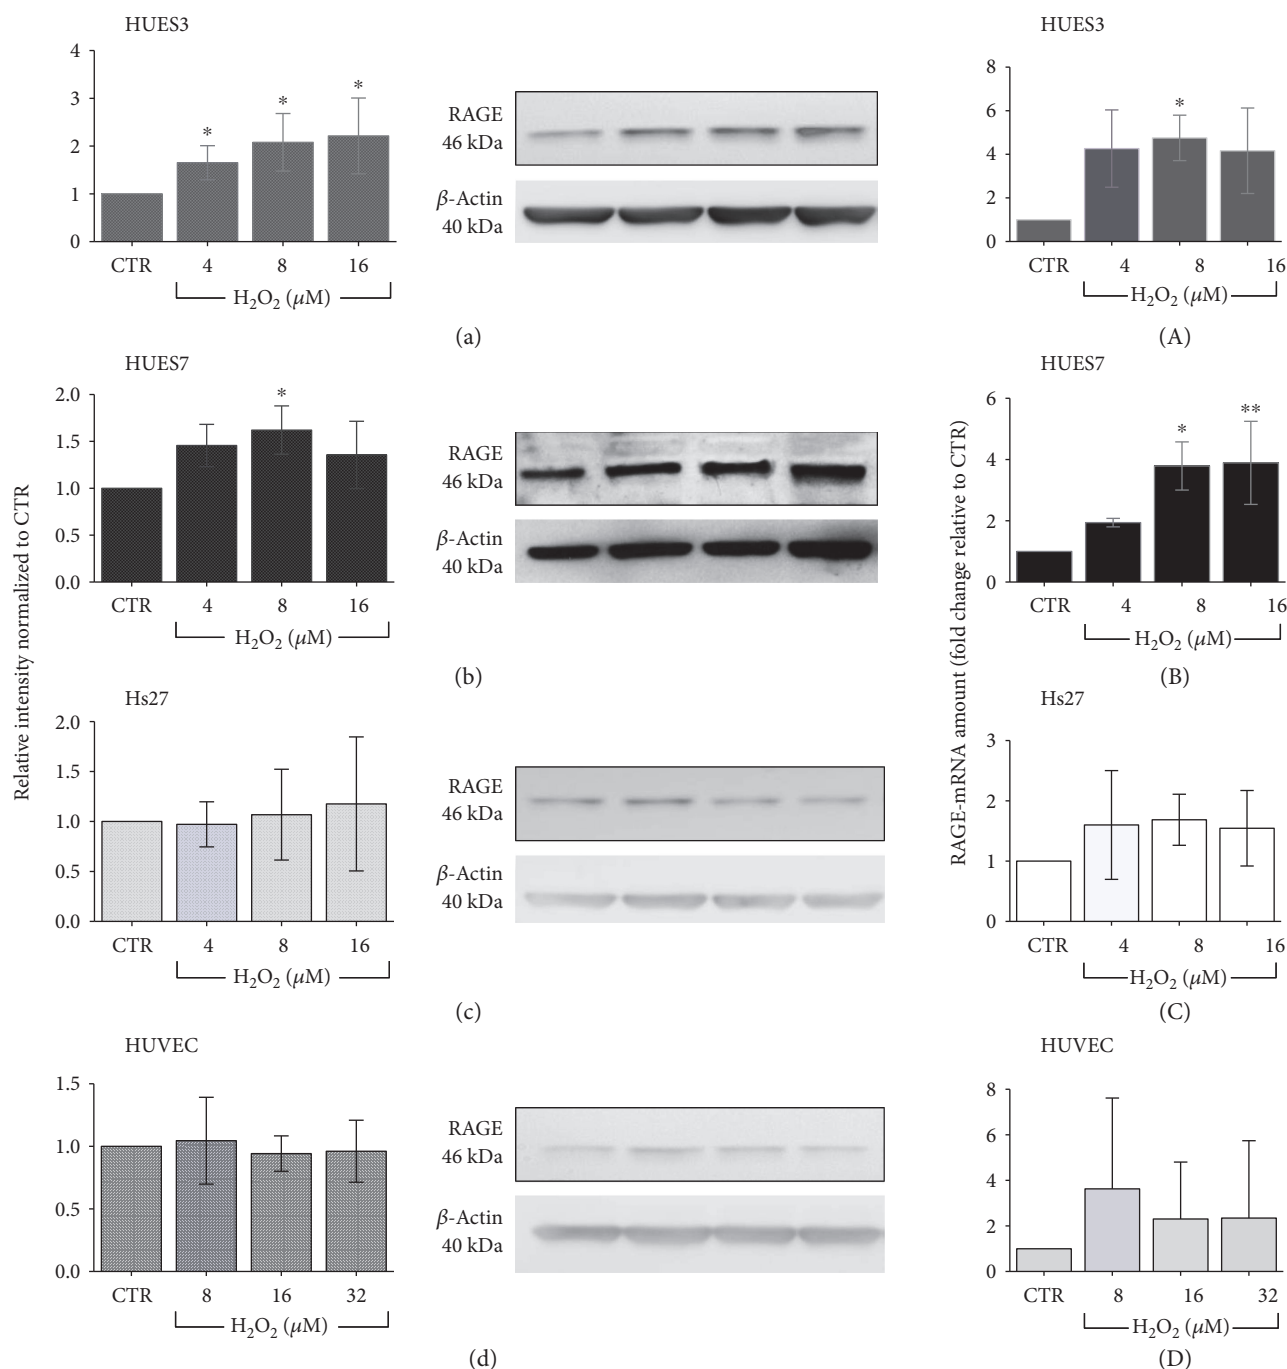 Relative intensity normalized to CTR
HUES3
4
3
2
1
0
*
*
*
CTR 4 8 16
H₂O₂ (μM)
RAGE
46 kDa
β-Actin
40 kDa
(a)
HUES7
2.0
1.5
1.0
0.5
0.0
*
CTR 4 8 16
H₂O₂ (μM)
RAGE
46 kDa
β-Actin
40 kDa
(b)
Hs27
2.0
1.5
1.0
0.5
0.0
CTR 4 8 16
H₂O₂ (μM)
RAGE
46 kDa
β-Actin
40 kDa
(c)
HUVEC
1.5
1.0
0.5
0.0
CTR 8 16 32
H₂O₂ (μM)
RAGE
46 kDa
β-Actin
40 kDa
(d)
RAGE-mRNA amount (fold change relative to CTR)
HUES3
8
6
4
2
0
*
CTR 4 8 16
H₂O₂ (μM)
(A)
HUES7
6
4
2
0
*
**
CTR 4 8 16
H₂O₂ (μM)
(B)
Hs27
3
2
1
0
CTR 4 8 16
H₂O₂ (μM)
(C)
HUVEC
8
6
4
2
0
CTR 8 16 32
H₂O₂ (μM)
(D)